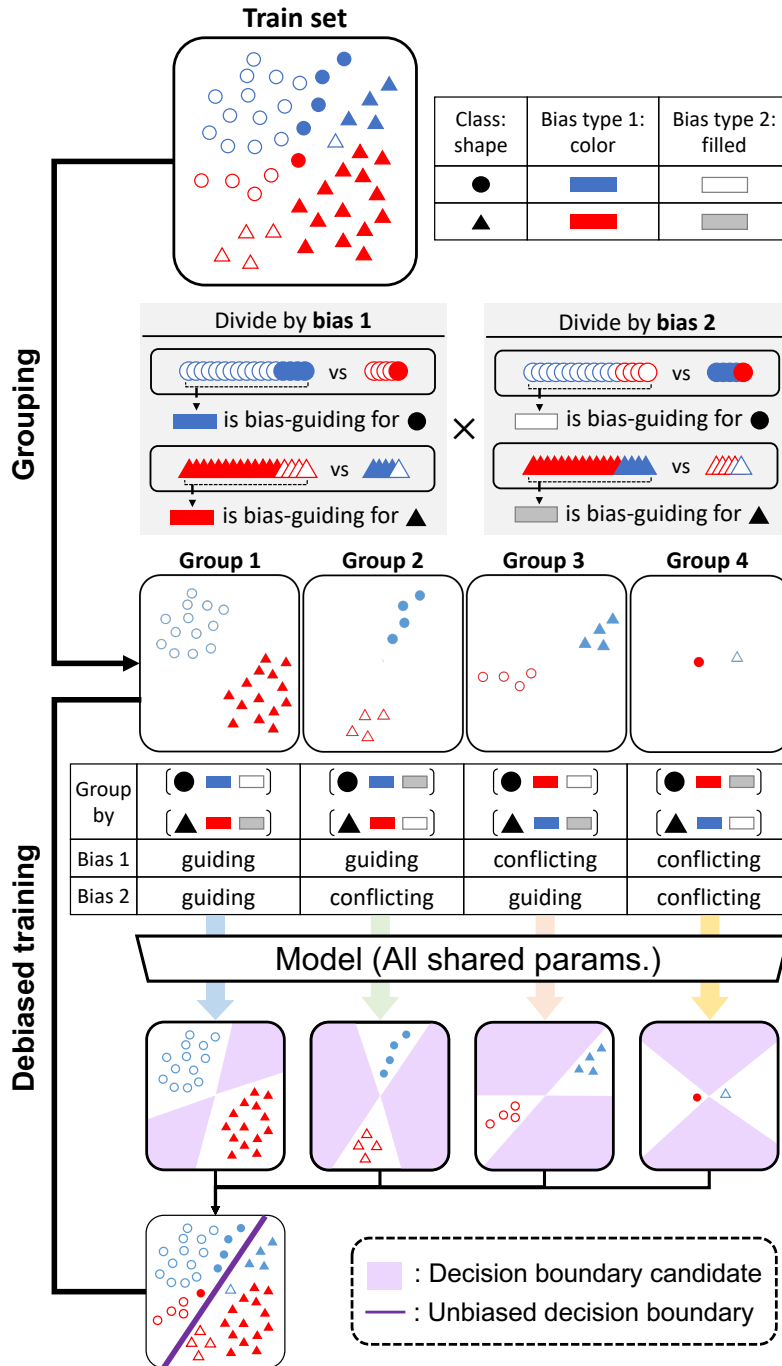 Train set
Class: shape
Bias type 1: color
Bias type 2: filled
Grouping
Divide by bias 1
vs
is bias-guiding for
vs
is bias-guiding for
×
Divide by bias 2
vs
is bias-guiding for
vs
is bias-guiding for
Group 1 Group 2 Group 3 Group 4
Group by
Bias 1 guiding guiding conflicting conflicting
Bias 2 guiding conflicting guiding conflicting
Debiased training
Model (All shared params.)
: Decision boundary candidate
: Unbiased decision boundary